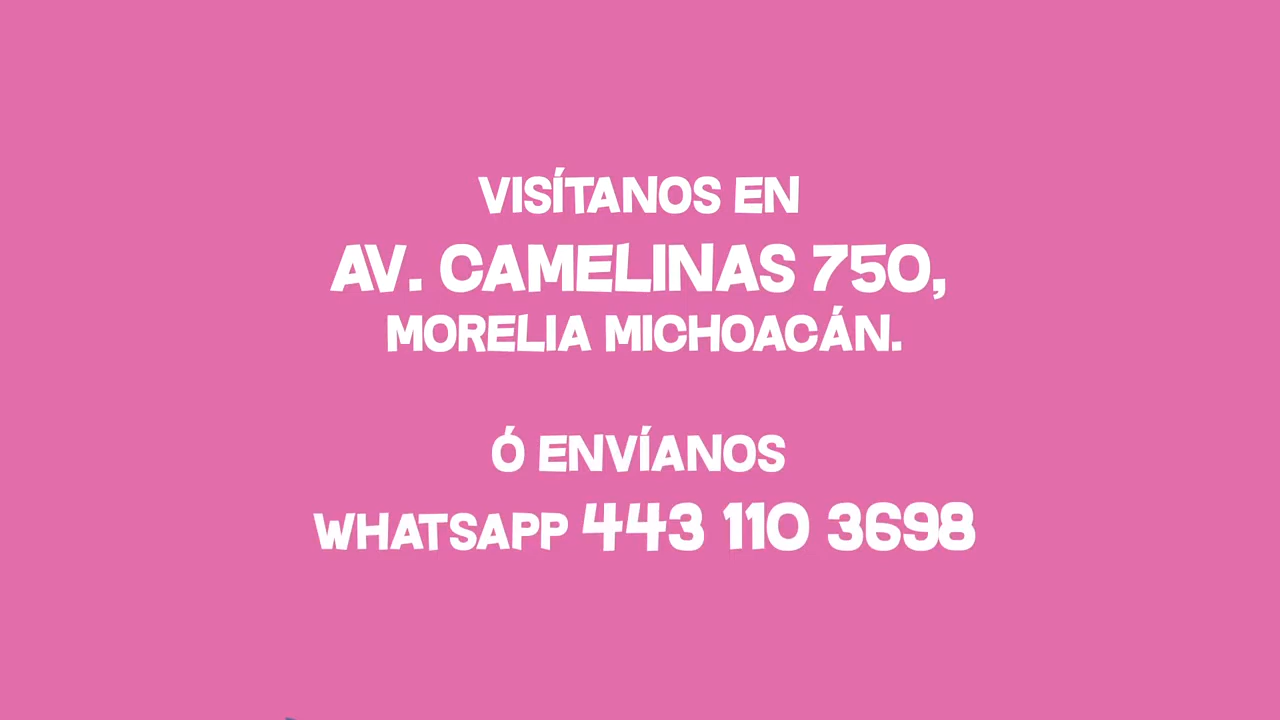 VISÍTANOS EN
AV. CAMELINAS 750,
MORELIA MICHOACÁN.
Ó ENVÍANOS
WHATSAPP 443 110 3698